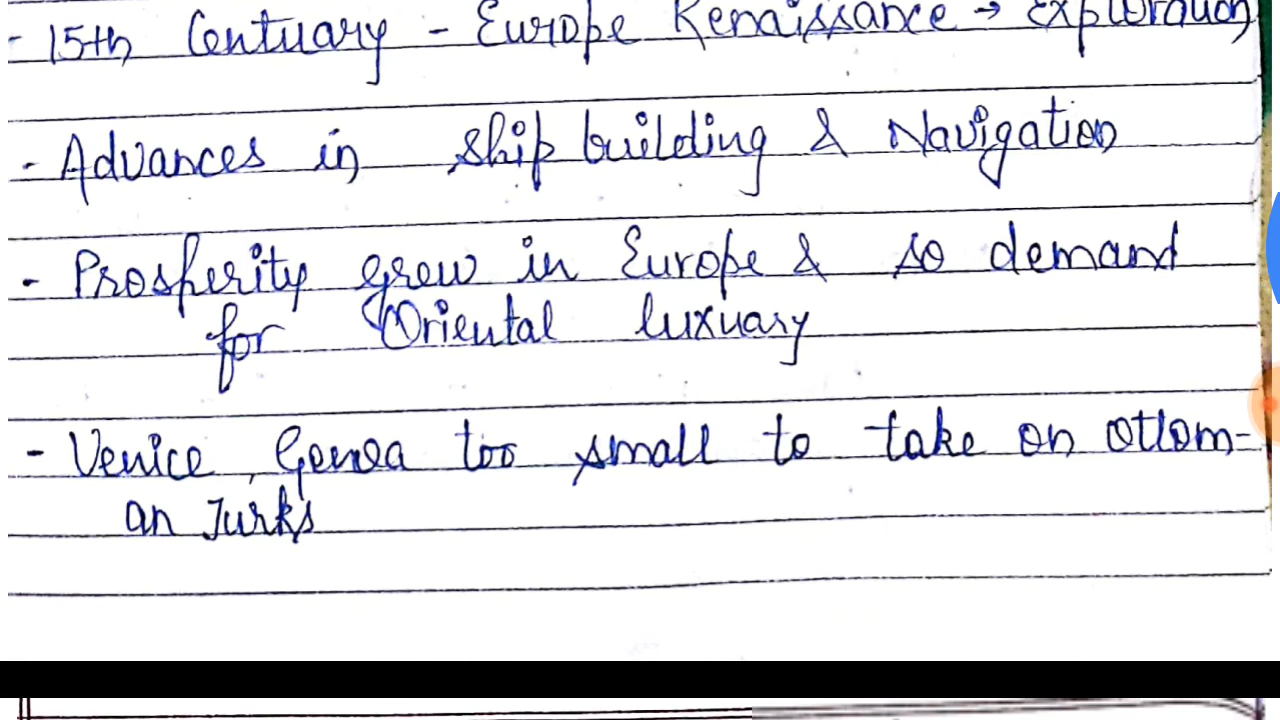 - 15th Centuary - Europe Renaissance → Exploration
- Advances in ship building & Navigation
- Prosperity grew in Europe & so demand
for Oriental luxuary
- Venice, Genoa too small to take on Ottom-
an Turks